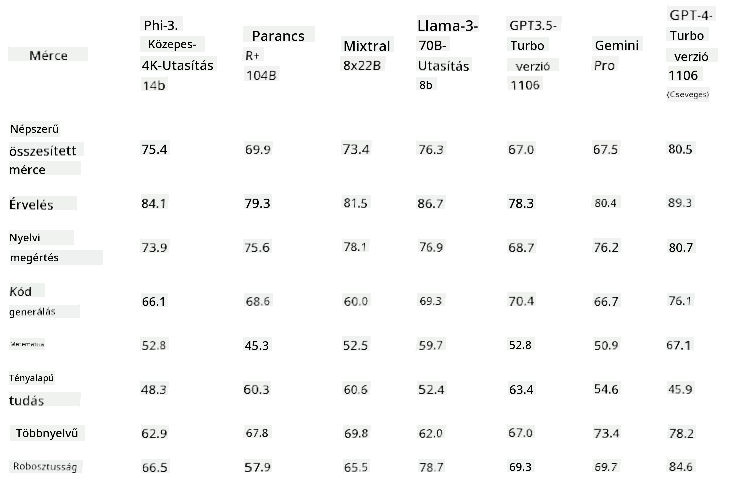 Mérce
Phi-3.
Közepes-
4K-Utasítás
14b
Parancs
R+
104B
Mixtral
8x22B
Llama-3-
70B-
Utasítás
8b
GPT3.5-
Turbo
verzió
1106
Gemini
Pro
GPT-4-
Turbo
verzió
1106
(Csevegés)
Népszerű
összesített
mérce
75.4 69.9 73.4 76.3 67.0 67.5 80.5
Érvelés 84.1 79.3 81.5 86.7 78.3 80.4 89.3
Nyelvi
megértés
73.9 75.6 78.1 76.9 68.7 76.2 80.7
Kód
generálás
66.1 68.6 60.0 69.3 70.4 66.7 76.1
Matematika 52.8 45.3 52.5 59.7 52.8 50.9 67.1
Tényalapú
tudás
48.3 60.3 60.6 52.4 63.4 54.6 45.9
Többnyelvű 62.9 67.8 69.8 62.0 67.0 73.4 78.2
Robosztusság 66.5 57.9 65.5 78.7 69.3 69.7 84.6